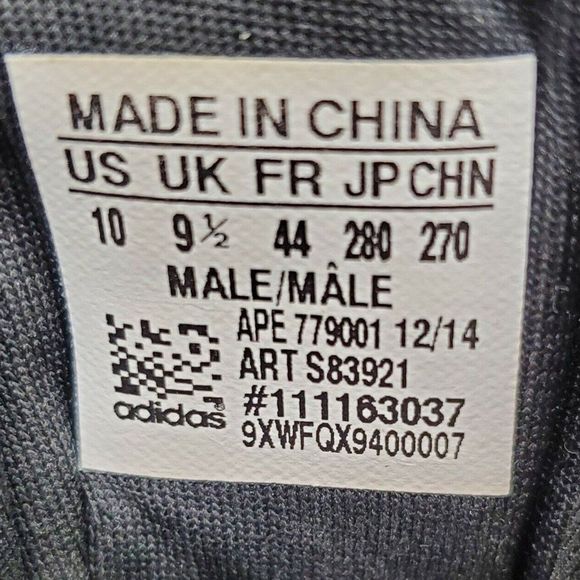 MADE IN CHINA
US UK FR JP CHN
10 9½ 44 280 270
MALE/MÂLE
APE 779001 12/14
ART S83921
#111163037
9XWFQX9400007
adidas